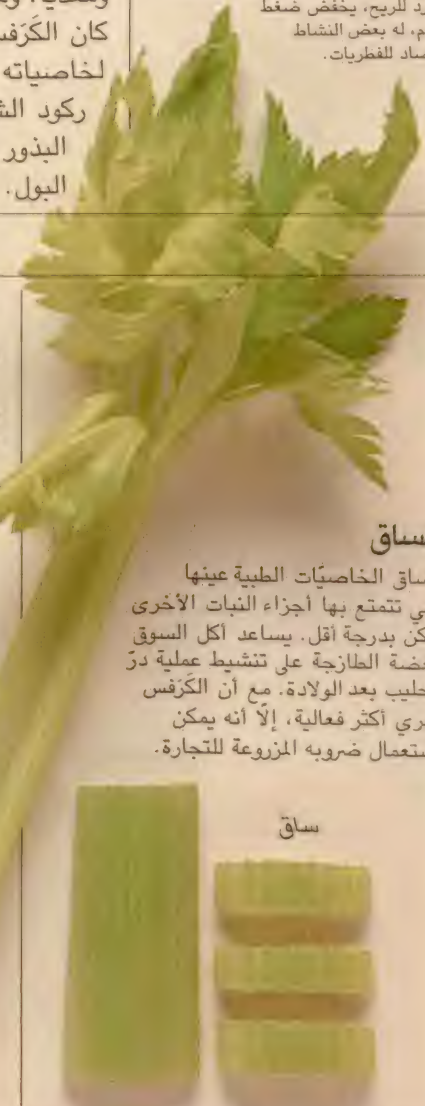 كان الكَرَفس
لخاصياته
ركود الش
البذور
البول.
رد للريح، يخفض ضغط
م، له بعض النشاط
ساد للفطريات.
ساق
ساق الخاصيّات الطبية عينها
ي تتمتع بها أجزاء النبات الأخرى
كن بدرجة أقل. يساعد أكل السوق
غضة الطازجة على تنشيط عملية درّ
حليب بعد الولادة. مع أن الكَرَفس
ري أكثر فعالية، إلّا أنه يمكن
ستعمال ضروبه المزروعة للتجارة.
ساق